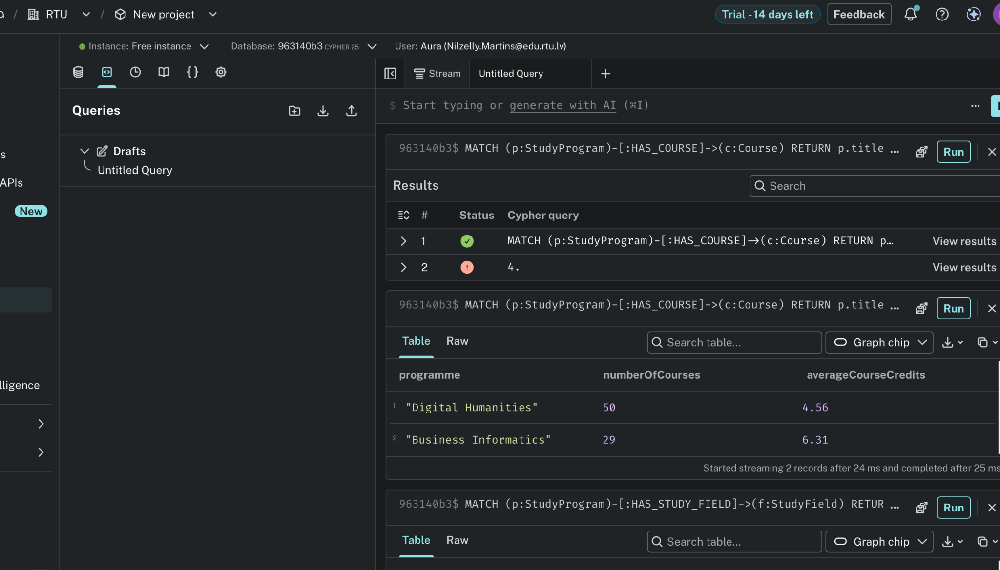 / RTU / New project
Trial - 14 days left Feedback
Instance: Free instance Database: 963140b3 CYPHER 25 User: Aura (Nilzelly.Martins@edu.rtu.lv)
Stream Untitled Query +
Queries
$ Start typing or generate with AI (⌘I) ...
Drafts
Untitled Query
s
APIs
New
lligence
963140b3$ MATCH (p:StudyProgram)-[:HAS_COURSE]->(c:Course) RETURN p.title ... Run
Results Search
# Status Cypher query
1 MATCH (p:StudyProgram)-[:HAS_COURSE]→(c:Course) RETURN p… View results
2 4. View results
963140b3$ MATCH (p:StudyProgram)-[:HAS_COURSE]->(c:Course) RETURN p.title ... Run
Table Raw Search table... Graph chip
programme numberOfCourses averageCourseCredits
1 "Digital Humanities" 50 4.56
2 "Business Informatics" 29 6.31
Started streaming 2 records after 24 ms and completed after 25 ms
963140b3$ MATCH (p:StudyProgram)-[:HAS_STUDY_FIELD]->(f:StudyField) RETUR ... Run
Table Raw Search table... Graph chip